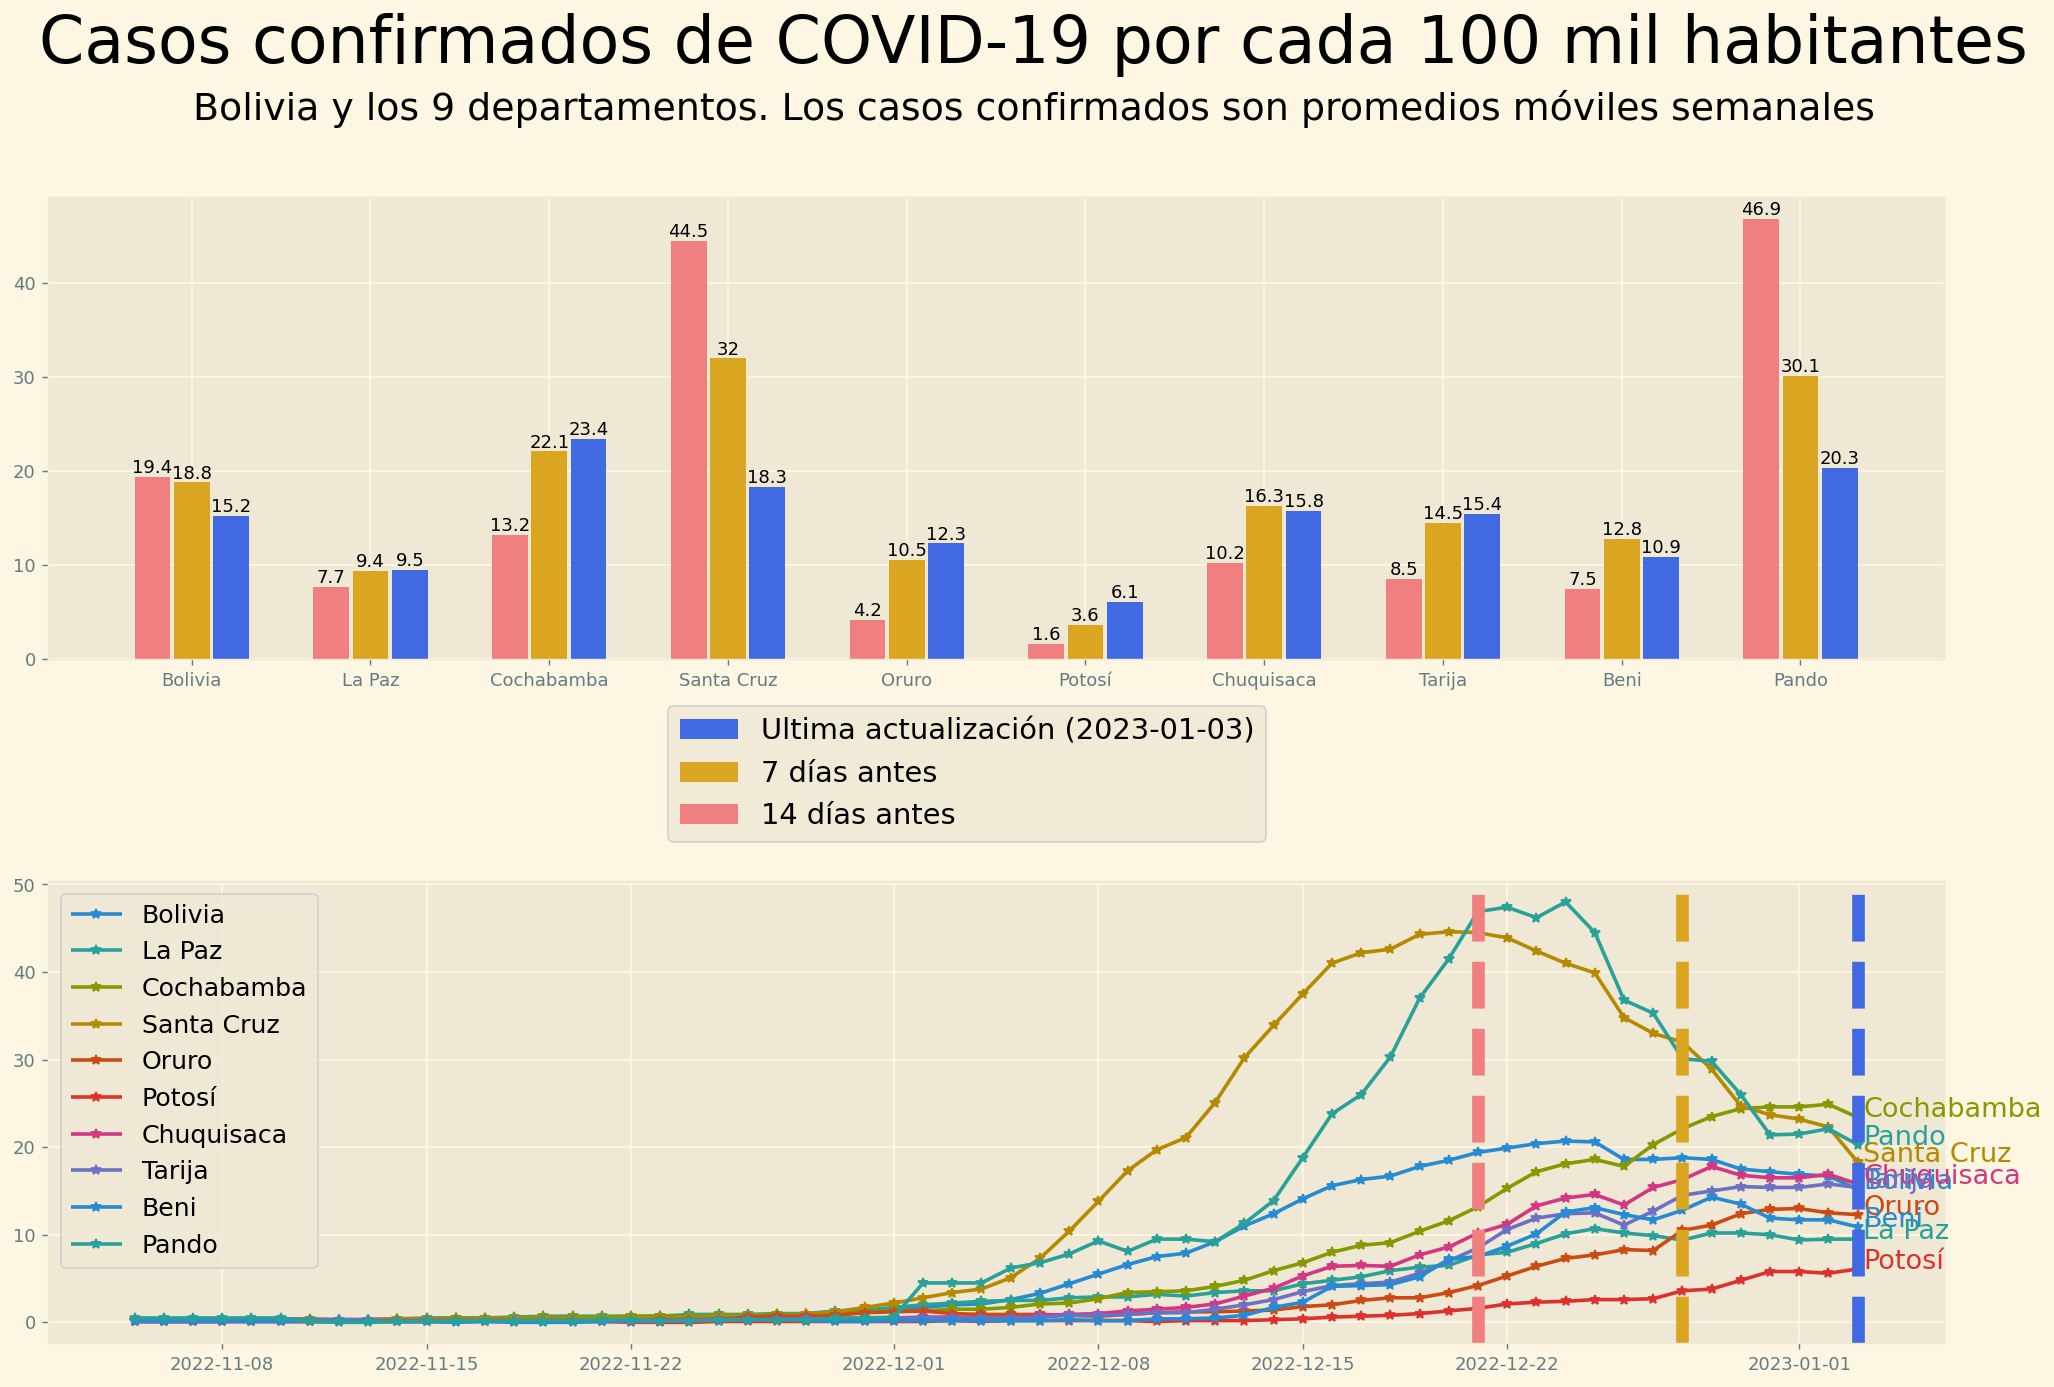 Casos confirmados de COVID-19 por cada 100 mil habitantes
Bolivia y los 9 departamentos. Los casos confirmados son promedios móviles semanales
40
30
20
10
0
19.4 18.8 15.2
7.7 9.4 9.5
13.2 22.1 23.4
44.5 32 18.3
4.2 10.5 12.3
1.6 3.6 6.1
10.2 16.3 15.8
8.5 14.5 15.4
7.5 12.8 10.9
46.9 30.1 20.3
Bolivia La Paz Cochabamba Santa Cruz Oruro Potosí Chuquisaca Tarija Beni Pando
Ultima actualización (2023-01-03)
7 días antes
14 días antes
50
40
30
20
10
0
Bolivia
La Paz
Cochabamba
Santa Cruz
Oruro
Potosí
Chuquisaca
Tarija
Beni
Pando
Cochabamba
Pando
Santa Cruz
Chuquisaca
Tarija
Bolivia
Oruro
Beni
La Paz
Potosí
2022-11-08 2022-11-15 2022-11-22 2022-12-01 2022-12-08 2022-12-15 2022-12-22 2023-01-01